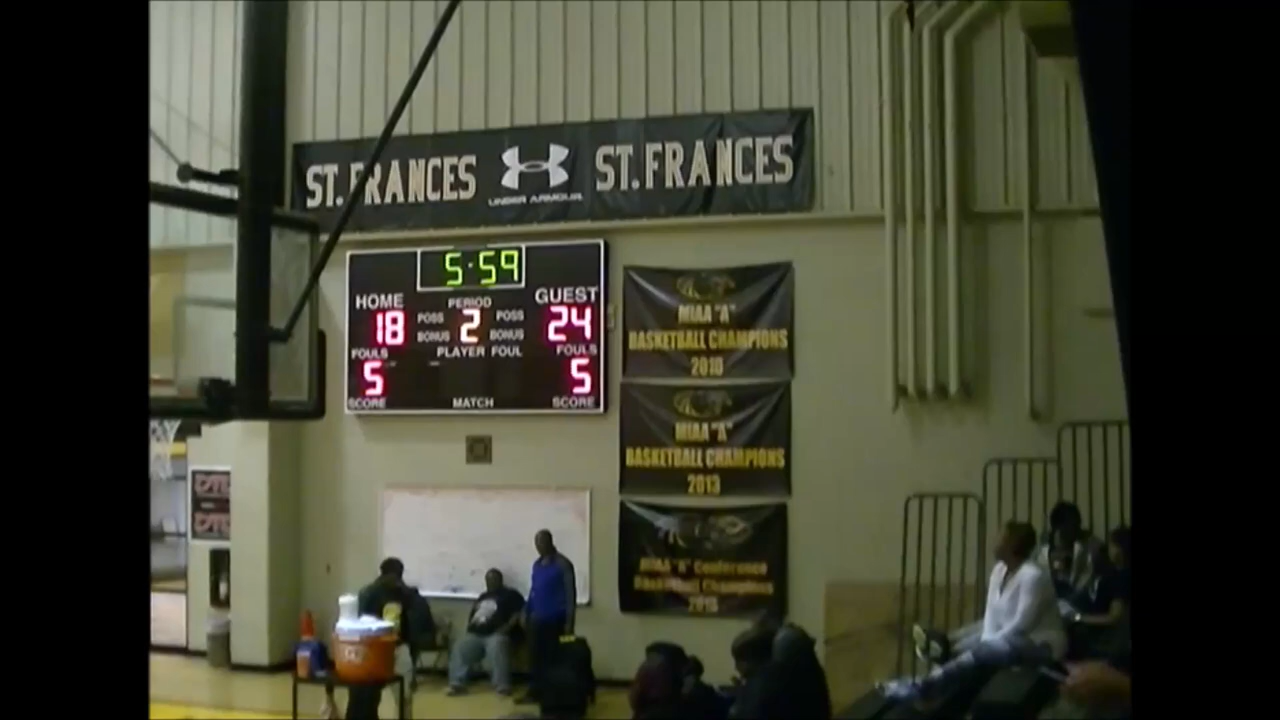 ST. FRANCES UNDER ARMOUR ST. FRANCES
5:59
HOME PERIOD GUEST
18 POSS 2 POSS 24
BONUS BONUS
FOULS PLAYER FOUL FOULS
5 5
SCORE MATCH SCORE
MIAA "A"
BASKETBALL CHAMPIONS
2010
MIAA "A"
BASKETBALL CHAMPIONS
2013
MIAA "A" Conference
Basketball Champions